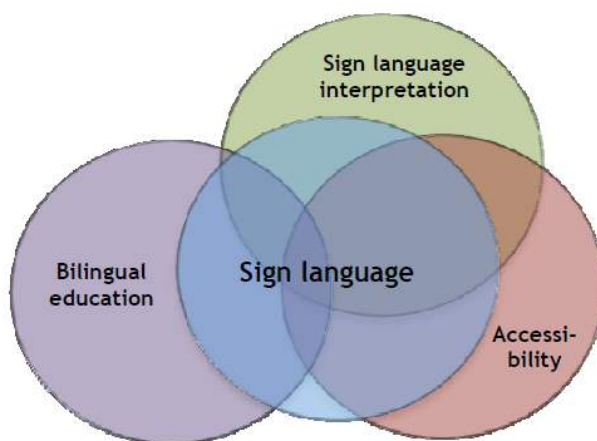 Sign language
interpretation
Bilingual
education
Sign language
Accessi-
bility